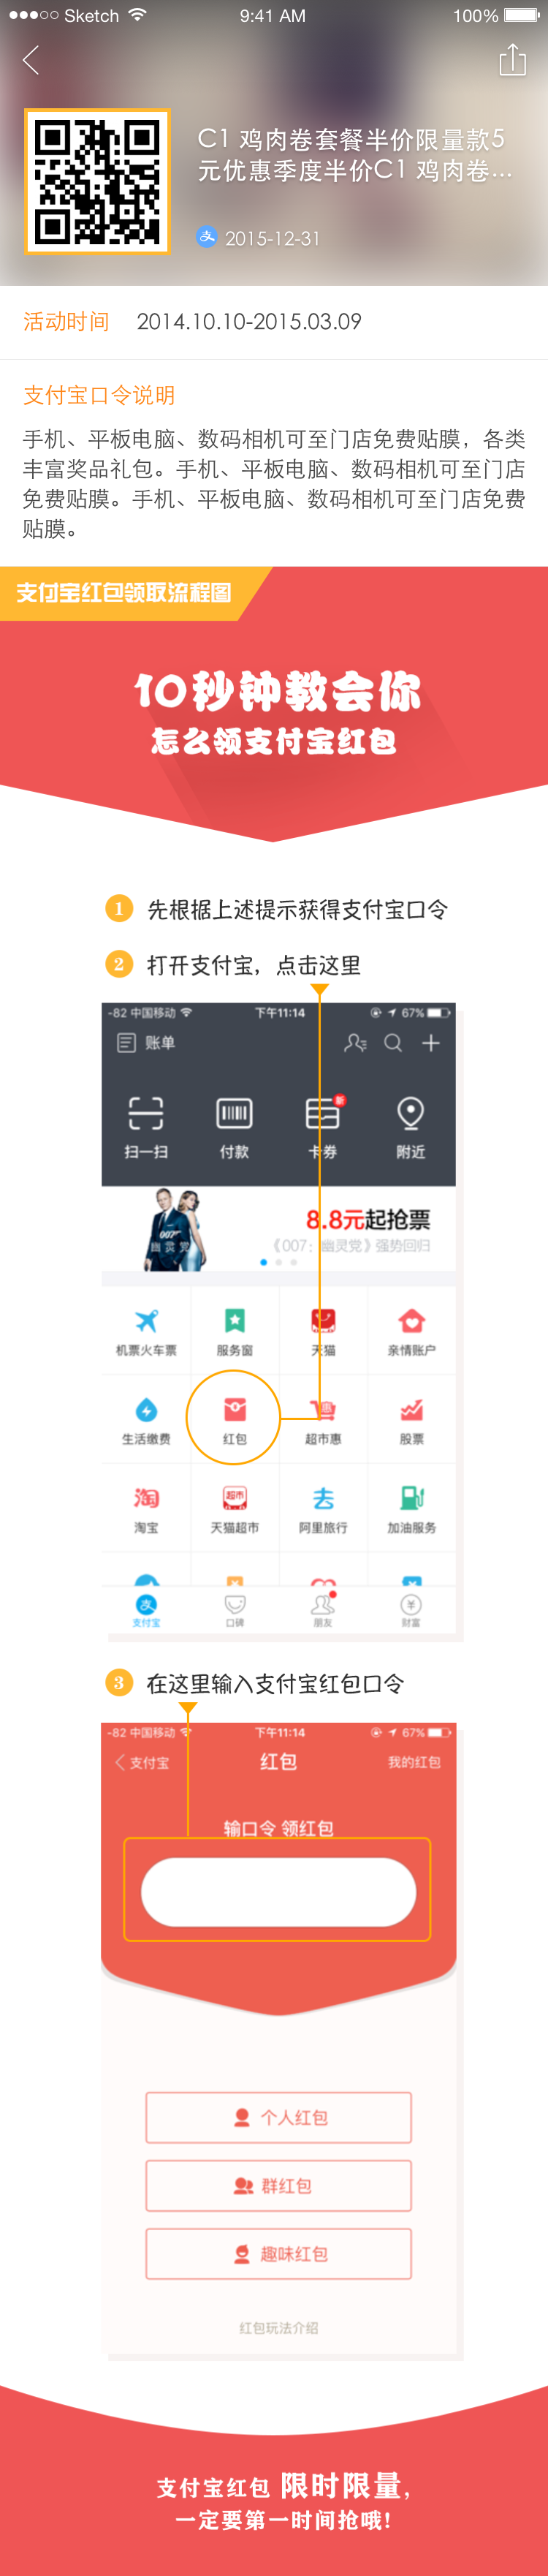 Sketch 9:41 AM 100%
C1 鸡肉卷套餐半价限量款5
元优惠季度半价C1 鸡肉卷...
支 2015-12-31
活动时间 2014.10.10-2015.03.09
支付宝口令说明
手机、平板电脑、数码相机可至门店免费贴膜，各类
丰富奖品礼包。手机、平板电脑、数码相机可至门店
免费贴膜。手机、平板电脑、数码相机可至门店免费
贴膜。
支付宝红包领取流程图
10秒钟教会你
怎么领支付宝红包
1 先根据上述提示获得支付宝口令
2 打开支付宝，点击这里
-82 中国移动 下午11:14 67%
账单
新
扫一扫 付款 卡券 附近
8.8元起抢票
007
幽灵党 《007：幽灵党》强势回归
机票火车票 服务窗 天猫 亲情账户
惠
生活缴费 红包 超市惠 股票
淘 超市 去
淘宝 天猫超市 阿里旅行 加油服务
支 ¥
支付宝 口碑 朋友 财富
3 在这里输入支付宝红包口令
-82 中国移动 下午11:14 67%
支付宝 红包 我的红包
输口令 领红包
个人红包
群红包
趣味红包
红包玩法介绍
支付宝红包 限时限量，
一定要第一时间抢哦！